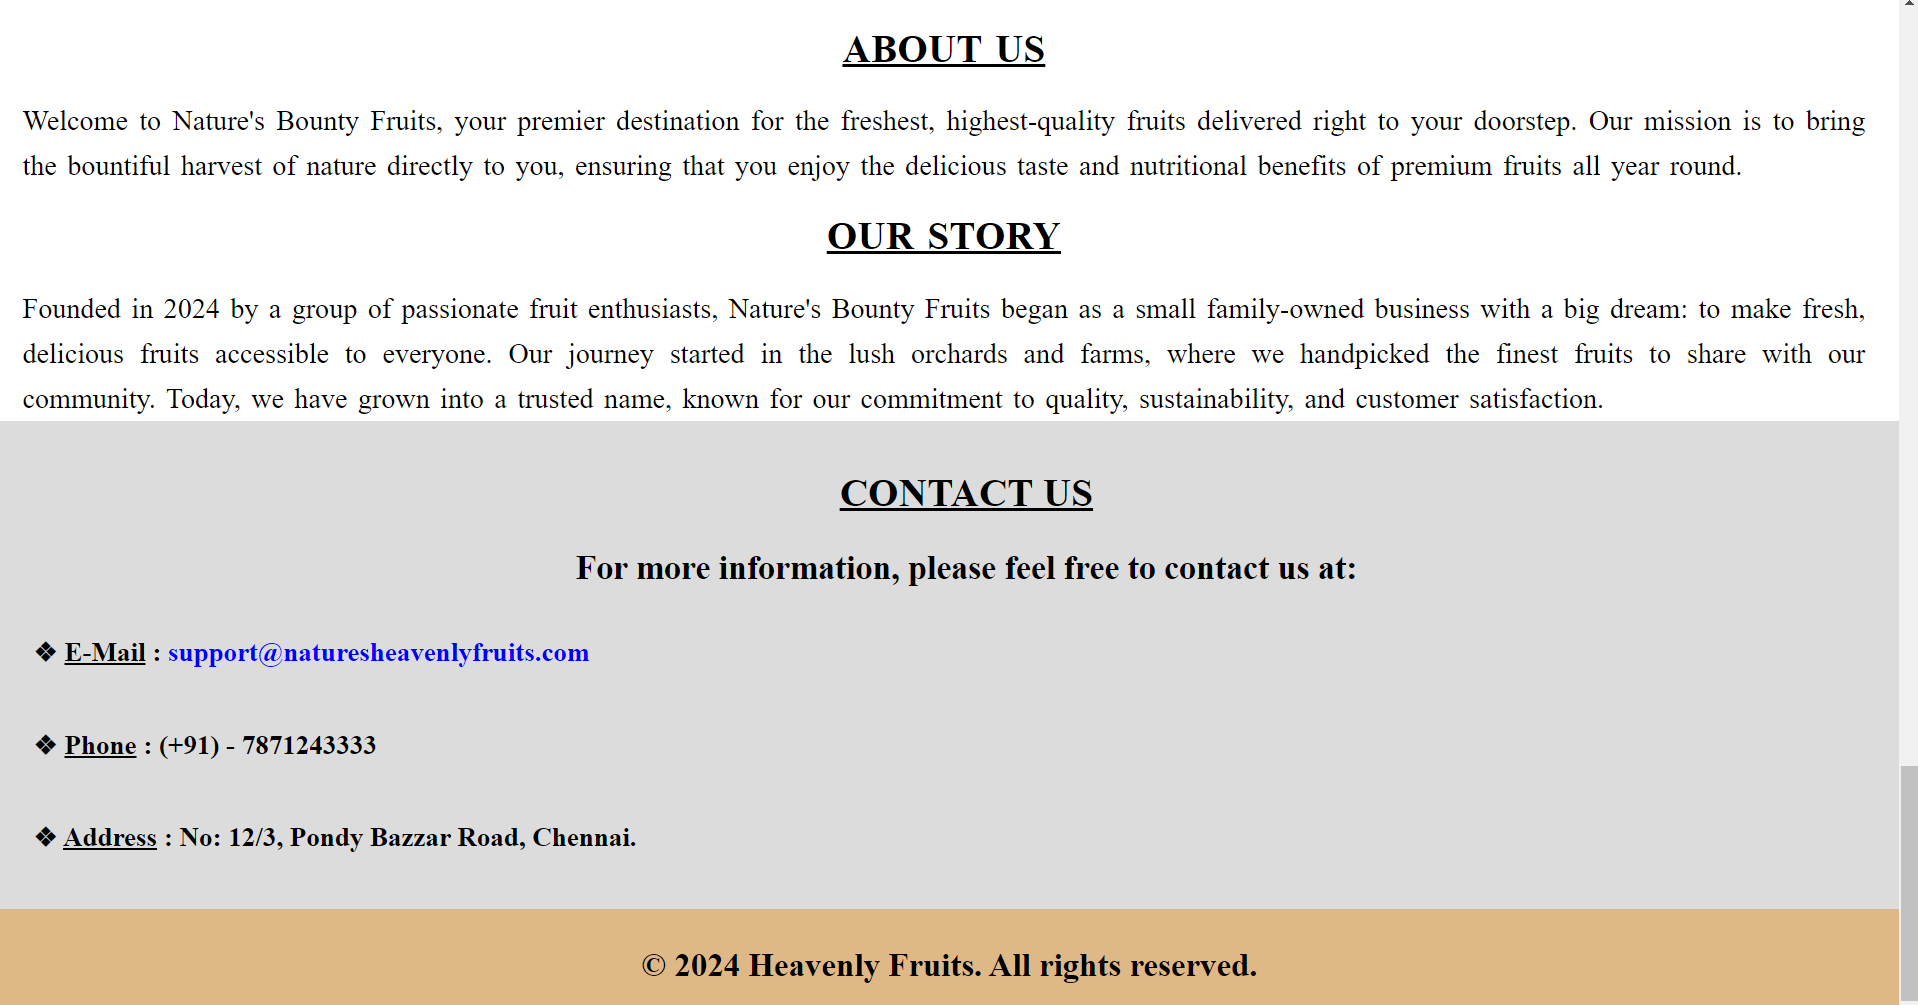 ABOUT US
Welcome to Nature's Bounty Fruits, your premier destination for the freshest, highest-quality fruits delivered right to your doorstep. Our mission is to bring
the bountiful harvest of nature directly to you, ensuring that you enjoy the delicious taste and nutritional benefits of premium fruits all year round.
OUR STORY
Founded in 2024 by a group of passionate fruit enthusiasts, Nature's Bounty Fruits began as a small family-owned business with a big dream: to make fresh,
delicious fruits accessible to everyone. Our journey started in the lush orchards and farms, where we handpicked the finest fruits to share with our
community. Today, we have grown into a trusted name, known for our commitment to quality, sustainability, and customer satisfaction.
CONTACT US
For more information, please feel free to contact us at:
❖ E-Mail : support@naturesheavenlyfruits.com
❖ Phone : (+91) - 7871243333
❖ Address : No: 12/3, Pondy Bazzar Road, Chennai.
© 2024 Heavenly Fruits. All rights reserved.